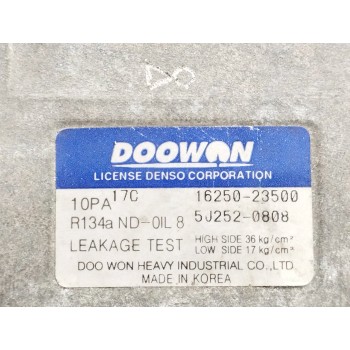 DO
DOOWON
LICENSE DENSO CORPORATION
10PA17C 16250-23500
R134a ND-OIL 8 5J252-0808
LEAKAGE TEST HIGH SIDE 36 kg/cm²
LOW SIDE 17 kg/cm²
DOO WON HEAVY INDUSTRIAL CO.,LTD.
MADE IN KOREA